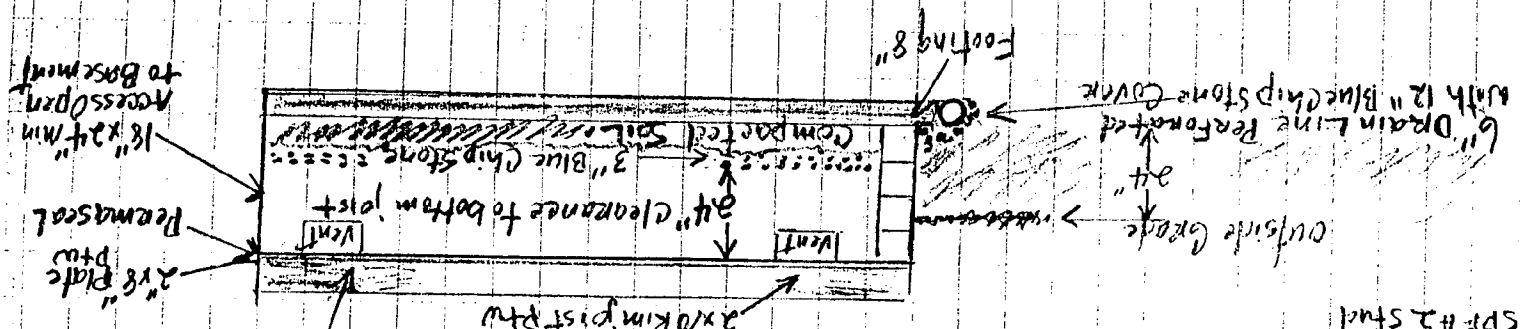 SPF #2 Stud
2x10 Rim joist Ptw
2"x8" Plate
Ptw
Permaseal
Outside Grade
Vent
Vent
24" Clearance to bottom joist
24"
18" x 24" min
Access Open
to Basement
3" Blue Chip Stone
Compacted Soil
6" Drain Line Perforated
With 12" Blue Chip Stone Cover
Footing 8"